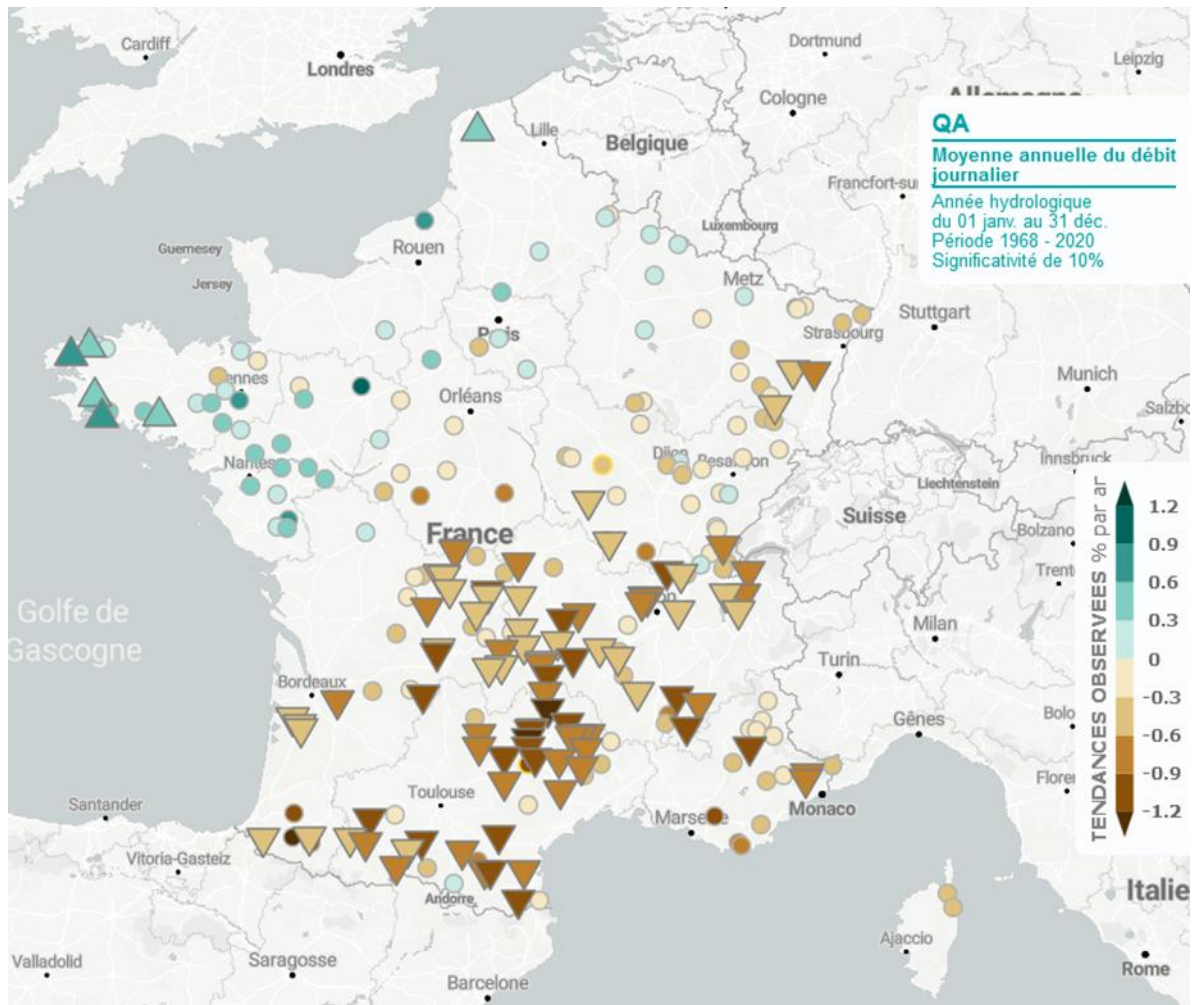 Cardiff
Londres
Dortmund
Leipzig
Cologne
Lille
Belgique
QA
Moyenne annuelle du débit
journalier
Année hydrologique
du 01 janv. au 31 déc.
Période 1968 - 2020
Significativité de 10%
Luxembourg
Guernesey
Jersey
Rouen
Metz
Paris
Strasbourg
Stuttgart
Munich
Orléans
Nantes
Dijon
Besançon
Innsbruck
Liechtenstein
Suisse
France
Golfe de
Gascogne
Milan
Turin
Gênes
Bordeaux
Toulouse
Marseille
Monaco
Santander
Vitoria-Gasteiz
Andorre
Italie
Ajaccio
Rome
Valladolid
Saragosse
Barcelone
TENDANCES OBSERVEES % par an
1.2
0.9
0.6
0.3
0
-0.3
-0.6
-0.9
-1.2